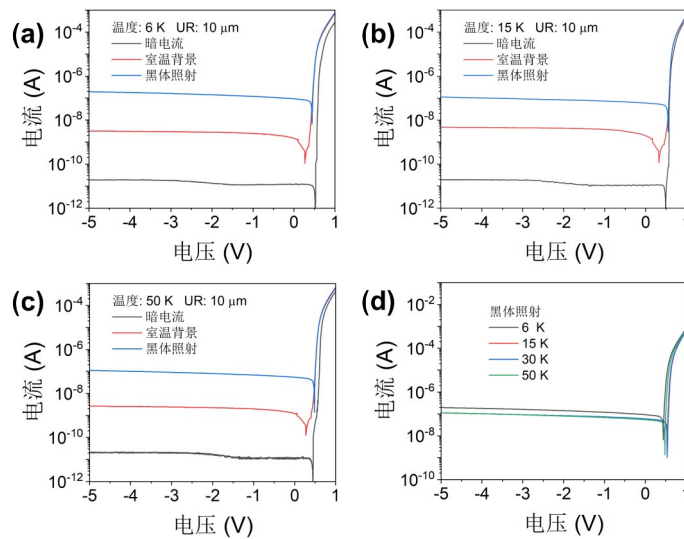 (a)
温度: 6 K UR: 10 μm
暗电流
室温背景
黑体照射
10⁻⁴
10⁻⁶
10⁻⁸
10⁻¹⁰
10⁻¹²
电流 (A)
-5 -4 -3 -2 -1 0 1
电压 (V)
(b)
温度: 15 K UR: 10 μm
暗电流
室温背景
黑体照射
10⁻⁴
10⁻⁶
10⁻⁸
10⁻¹⁰
10⁻¹²
电流 (A)
-5 -4 -3 -2 -1 0 1
电压 (V)
(c)
温度: 50 K UR: 10 μm
暗电流
室温背景
黑体照射
10⁻⁴
10⁻⁶
10⁻⁸
10⁻¹⁰
10⁻¹²
电流 (A)
-5 -4 -3 -2 -1 0 1
电压 (V)
(d)
黑体照射
6 K
15 K
30 K
50 K
10⁻²
10⁻⁴
10⁻⁶
10⁻⁸
10⁻¹⁰
电流 (A)
-5 -4 -3 -2 -1 0 1
电压 (V)